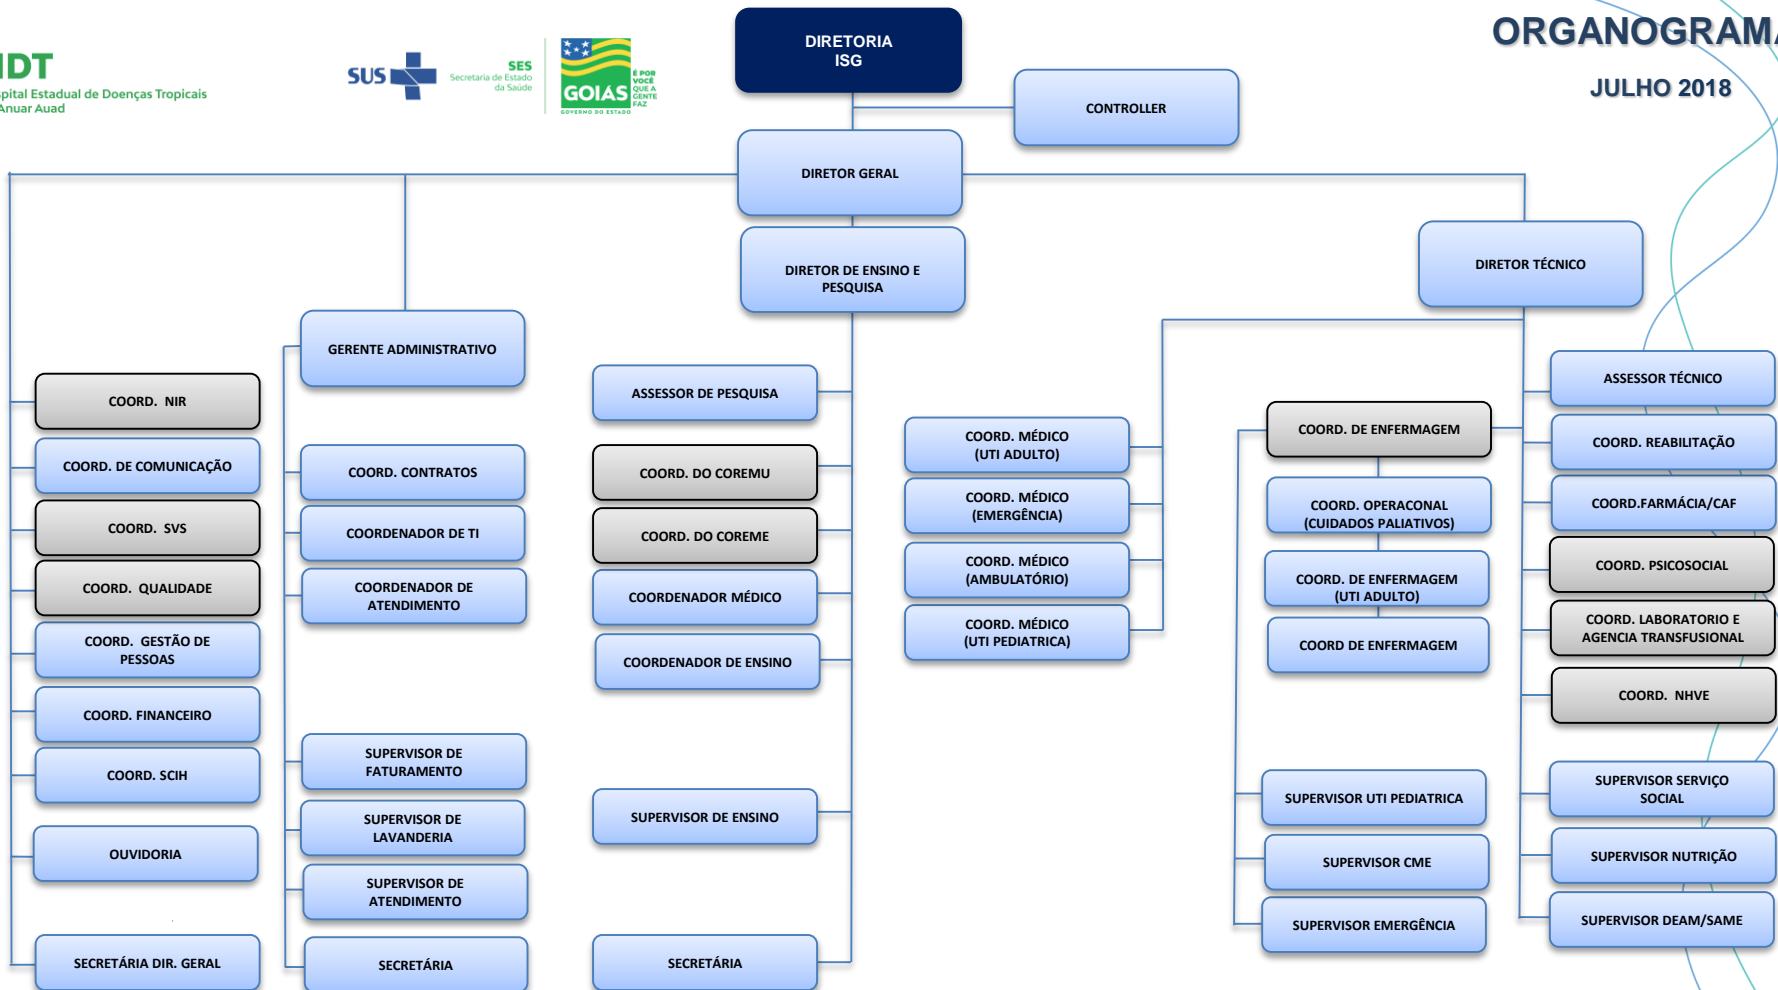 DIRETORIA
ISG
ORGANOGRAMA
JULHO 2018
HDT
Hospital Estadual de Doenças Tropicais
Anuar Auad
SUS
SES
Secretaria de Estado
da Saúde
GOIÁS
GOVERNO DO ESTADO
É POR
VOCÊ
QUE A
GENTE
FAZ
CONTROLLER
DIRETOR GERAL
DIRETOR DE ENSINO E
PESQUISA
DIRETOR TÉCNICO
GERENTE ADMINISTRATIVO
COORD. NIR
COORD. DE COMUNICAÇÃO
COORD. SVS
COORD. QUALIDADE
COORD. GESTÃO DE
PESSOAS
COORD. FINANCEIRO
COORD. SCIH
OUVIDORIA
SECRETÁRIA DIR. GERAL
COORD. CONTRATOS
COORDENADOR DE TI
COORDENADOR DE
ATENDIMENTO
SUPERVISOR DE
FATURAMENTO
SUPERVISOR DE
LAVANDERIA
SUPERVISOR DE
ATENDIMENTO
SECRETÁRIA
ASSESSOR DE PESQUISA
COORD. DO COREMU
COORD. DO COREME
COORDENADOR MÉDICO
COORDENADOR DE ENSINO
SUPERVISOR DE ENSINO
SECRETÁRIA
COORD. MÉDICO
(UTI ADULTO)
COORD. MÉDICO
(EMERGÊNCIA)
COORD. MÉDICO
(AMBULATÓRIO)
COORD. MÉDICO
(UTI PEDIATRICA)
COORD. DE ENFERMAGEM
COORD. OPERACONAL
(CUIDADOS PALIATIVOS)
COORD. DE ENFERMAGEM
(UTI ADULTO)
COORD DE ENFERMAGEM
SUPERVISOR UTI PEDIATRICA
SUPERVISOR CME
SUPERVISOR EMERGÊNCIA
ASSESSOR TÉCNICO
COORD. REABILITAÇÃO
COORD.FARMÁCIA/CAF
COORD. PSICOSOCIAL
COORD. LABORATORIO E
AGENCIA TRANSFUSIONAL
COORD. NHVE
SUPERVISOR SERVIÇO
SOCIAL
SUPERVISOR NUTRIÇÃO
SUPERVISOR DEAM/SAME